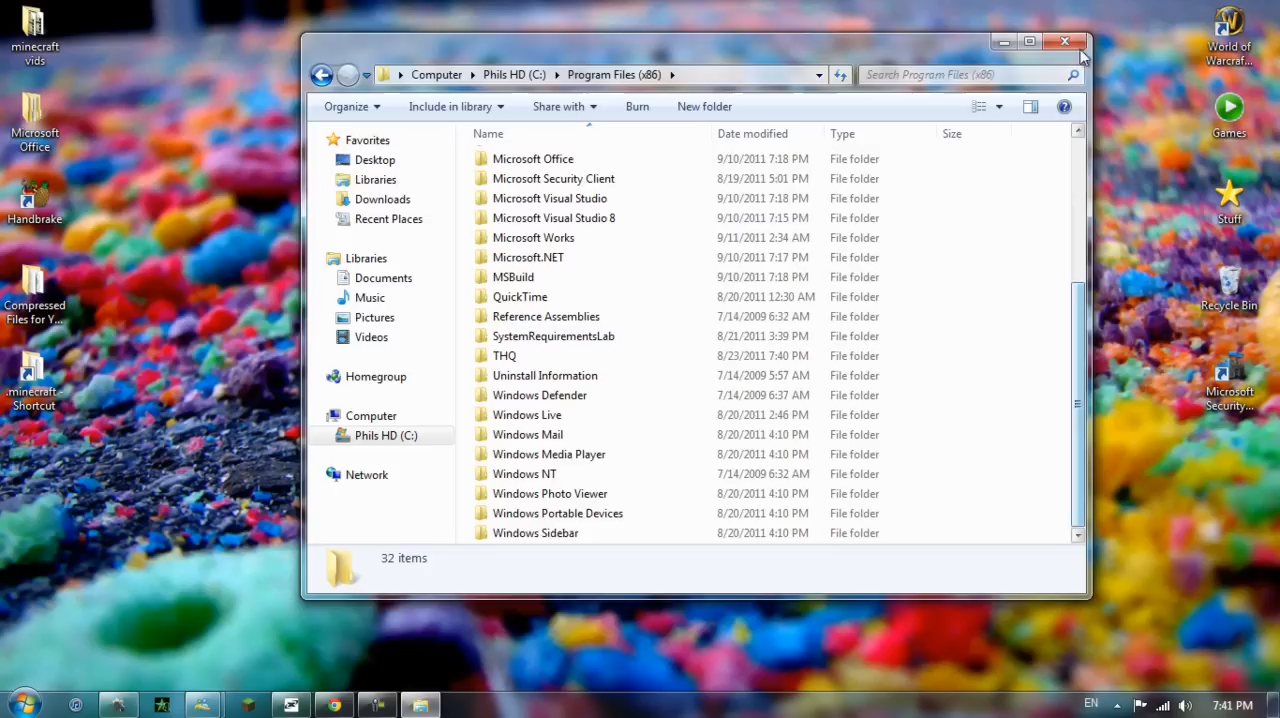 minecraft
vids
Microsoft
Office
Handbrake
Compressed
Files for Y...
.minecraft -
Shortcut
Computer Phils HD (C:) Program Files (x86) Search Program Files (x86)
Organize Include in library Share with Burn New folder
Name Date modified Type Size
Favorites
Desktop
Libraries
Downloads
Recent Places
Libraries
Documents
Music
Pictures
Videos
Homegroup
Computer
Phils HD (C:)
Network
Microsoft Office 9/10/2011 7:18 PM File folder
Microsoft Security Client 8/19/2011 5:01 PM File folder
Microsoft Visual Studio 9/10/2011 7:18 PM File folder
Microsoft Visual Studio 8 9/10/2011 7:15 PM File folder
Microsoft Works 9/11/2011 2:34 AM File folder
Microsoft.NET 9/10/2011 7:17 PM File folder
MSBuild 9/10/2011 7:18 PM File folder
QuickTime 8/20/2011 12:30 AM File folder
Reference Assemblies 7/14/2009 6:32 AM File folder
SystemRequirementsLab 8/21/2011 3:39 PM File folder
THQ 8/23/2011 7:40 PM File folder
Uninstall Information 7/14/2009 5:57 AM File folder
Windows Defender 7/14/2009 6:37 AM File folder
Windows Live 8/20/2011 2:46 PM File folder
Windows Mail 8/20/2011 4:10 PM File folder
Windows Media Player 8/20/2011 4:10 PM File folder
Windows NT 7/14/2009 6:32 AM File folder
Windows Photo Viewer 8/20/2011 4:10 PM File folder
Windows Portable Devices 8/20/2011 4:10 PM File folder
Windows Sidebar 8/20/2011 4:10 PM File folder
32 items
World of
Warcraf...
Games
Stuff
Recycle Bin
Microsoft
Security...
EN 7:41 PM